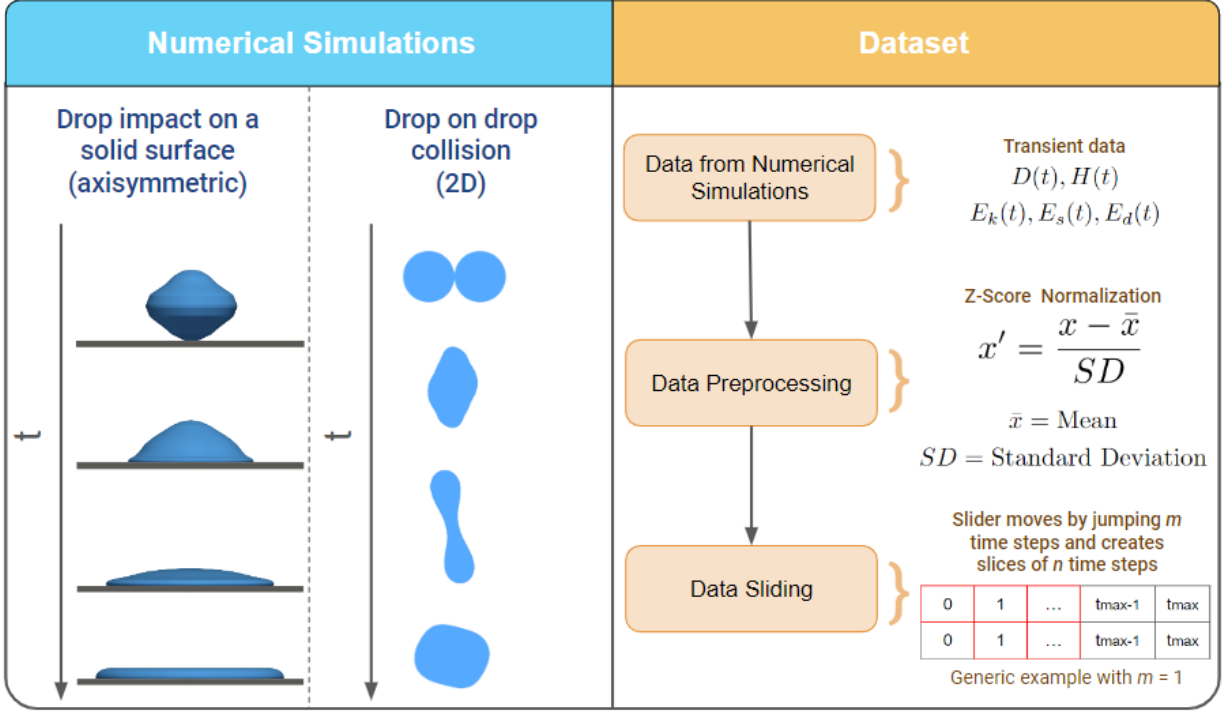 Numerical Simulations
Dataset
Drop impact on a
solid surface
(axisymmetric)
Drop on drop
collision
(2D)
t
t
Data from Numerical
Simulations
Transient data
D(t), H(t)
E_k(t), E_s(t), E_d(t)
Data Preprocessing
Z-Score Normalization
x′ = (x − x̄) / SD
x̄ = Mean
SD = Standard Deviation
Data Sliding
Slider moves by jumping m
time steps and creates
slices of n time steps
0 1 ... tmax-1 tmax
0 1 ... tmax-1 tmax
Generic example with m = 1